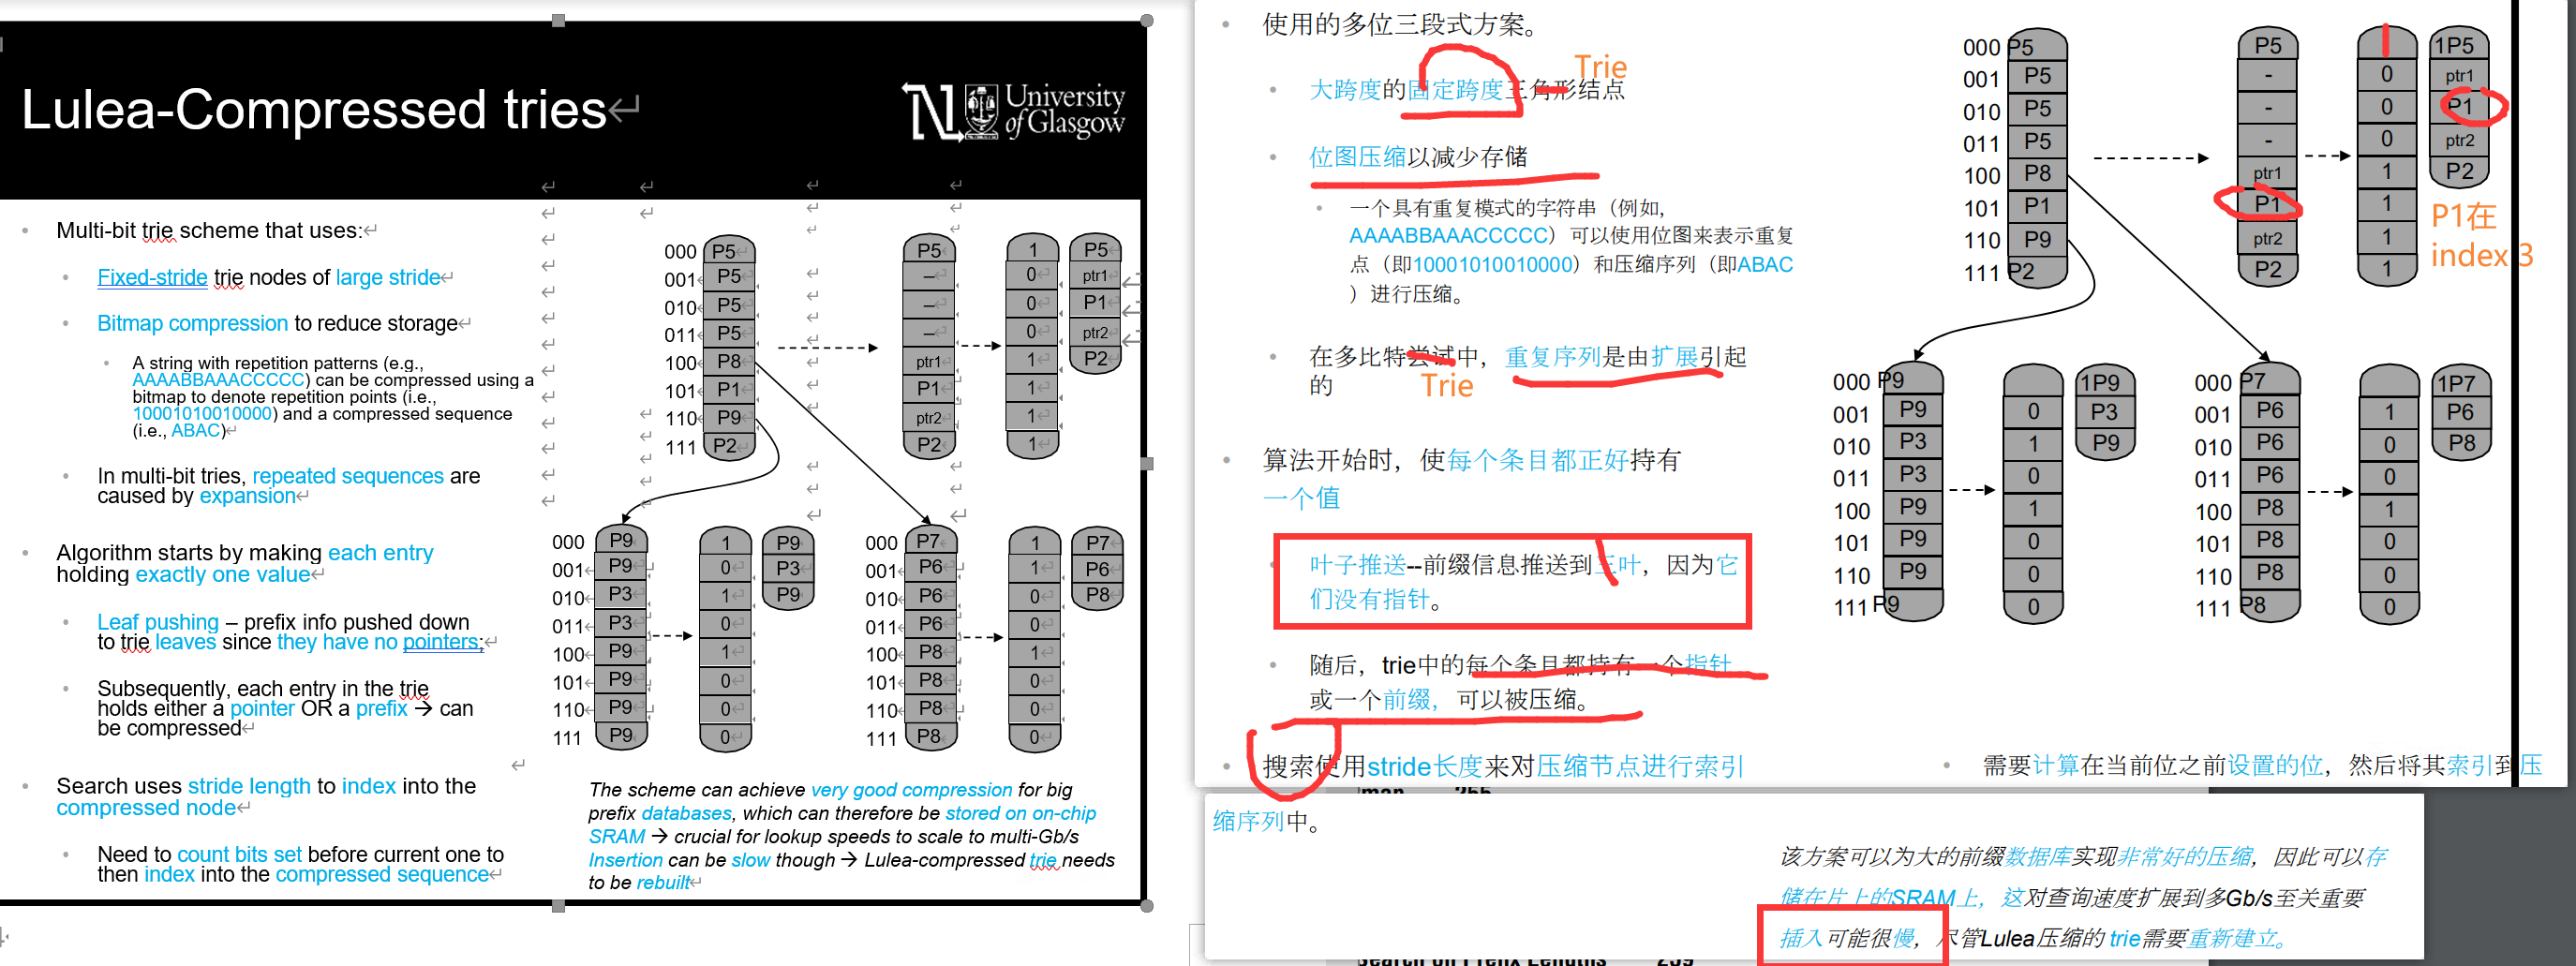 Lulea-Compressed tries
University
of Glasgow
Multi-bit trie scheme that uses:
Fixed-stride trie nodes of large stride
Bitmap compression to reduce storage
A string with repetition patterns (e.g.,
AAAABBAAACCCCC) can be compressed using a
bitmap to denote repetition points (i.e.,
10001010010000) and a compressed sequence
(i.e., ABAC)
In multi-bit tries, repeated sequences are
caused by expansion
Algorithm starts by making each entry
holding exactly one value
Leaf pushing – prefix info pushed down
to trie leaves since they have no pointers;
Subsequently, each entry in the trie
holds either a pointer OR a prefix → can
be compressed
Search uses stride length to index into the
compressed node
Need to count bits set before current one to
then index into the compressed sequence
000 P5 P5 1 P5
001 P5 – 0 ptr1
010 P5 – 0 P1
011 P5 – 0 ptr2
100 P8 ptr1 1 P2
101 P1 P1 1
110 P9 ptr2 1
111 P2 P2 1
000 P9 1 P9 000 P7 1 P7
001 P9 0 P3 001 P6 1 P6
010 P3 1 P9 010 P6 0 P8
011 P3 0 011 P6 0
100 P9 1 100 P8 1
101 P9 0 101 P8 0
110 P9 0 110 P8 0
111 P9 0 111 P8 0
The scheme can achieve very good compression for big
prefix databases, which can therefore be stored on on-chip
SRAM → crucial for lookup speeds to scale to multi-Gb/s
Insertion can be slow though → Lulea-compressed trie needs
to be rebuilt
使用的多位三段式方案。
Trie
大跨度的固定跨度三角形结点
位图压缩以减少存储
一个具有重复模式的字符串（例如，
AAAABBAAACCCCC）可以使用位图来表示重复
点（即10001010010000）和压缩序列（即ABAC
）进行压缩。
在多比特尝试中，重复序列是由扩展引起
的
Trie
算法开始时，使每个条目都正好持有
一个值
叶子推送--前缀信息推送到三叶，因为它
们没有指针。
随后，trie中的每个条目都持有一个指针
或一个前缀，可以被压缩。
搜索使用stride长度来对压缩节点进行索引
000 P5 P5 1P5
001 P5 - 0 ptr1
010 P5 - 0 P1
011 P5 - 0 ptr2
100 P8 ptr1 1 P2
101 P1 P1 1
110 P9 ptr2 1
111 P2 P2 1
P1在
index 3
000 P9 1P9 000 P7 1P7
001 P9 0 P3 001 P6 1 P6
010 P3 1 P9 010 P6 0 P8
011 P3 0 011 P6 0
100 P9 1 100 P8 1
101 P9 0 101 P8 0
110 P9 0 110 P8 0
111 P9 0 111 P8 0
需要计算在当前位之前设置的位，然后将其索引到压
缩序列中。
该方案可以为大的前缀数据库实现非常好的压缩，因此可以存
储在片上的SRAM上，这对查询速度扩展到多Gb/s至关重要
插入可能很慢，尽管Lulea压缩的 trie需要重新建立。
Search on Prefix Lengths 259